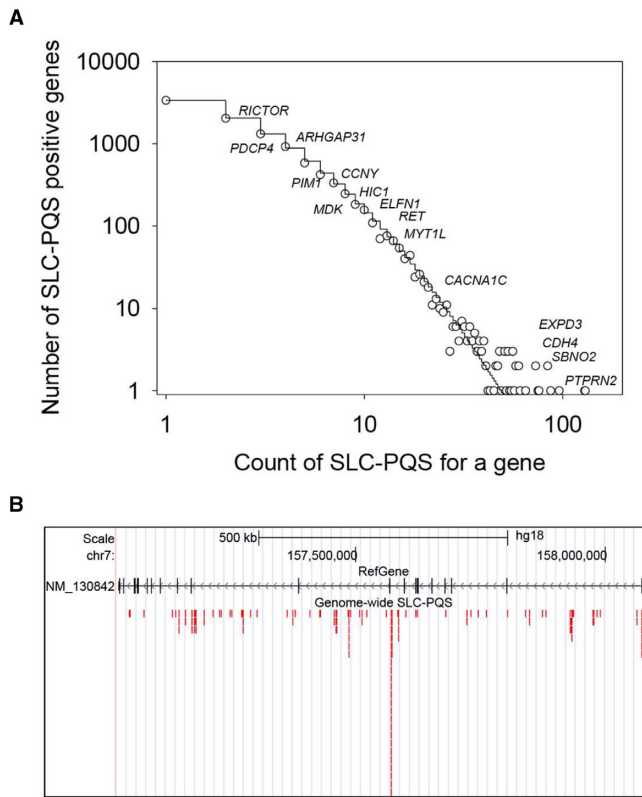 A
Number of SLC-PQS positive genes
10000
1000
100
10
1
RICTOR
PDCP4
ARHGAP31
PIM1
CCNY
MDK
HIC1
ELFN1
RET
MYT1L
CACNA1C
EXPD3
CDH4
SBNO2
PTPRN2
1
10
100
Count of SLC-PQS for a gene
B
Scale
500 kb
hg18
chr7:
157,500,000
158,000,000
RefGene
NM_130842
Genome-wide SLC-PQS